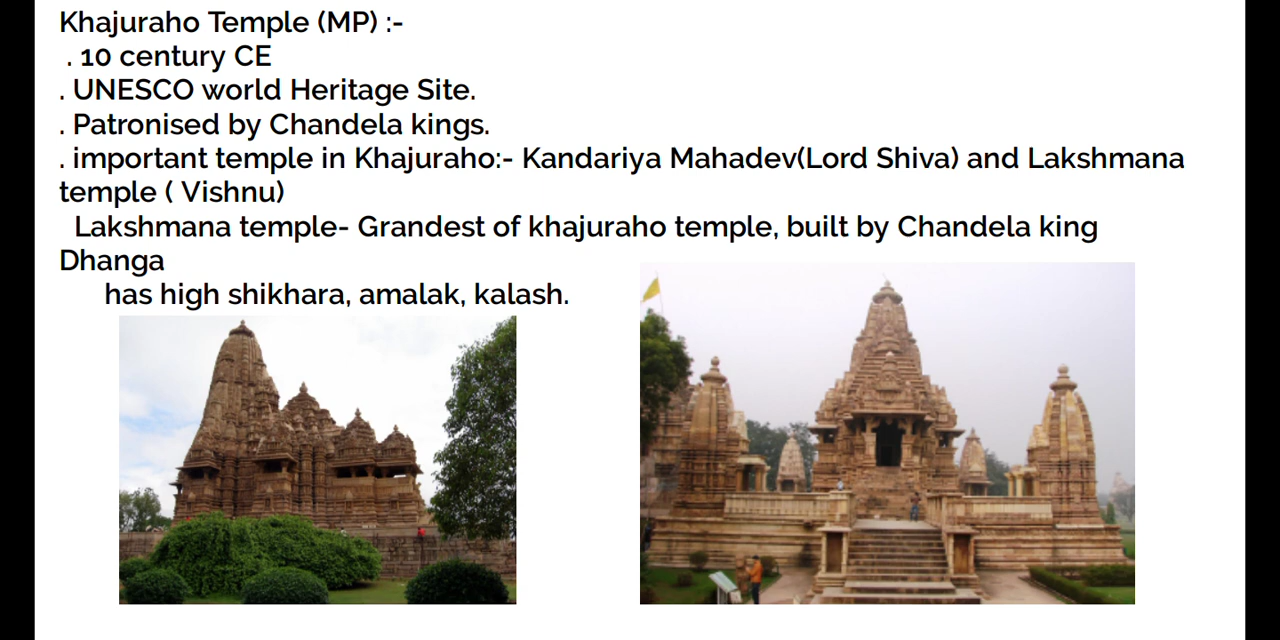 Khajuraho Temple (MP) :-
. 10 century CE
. UNESCO world Heritage Site.
. Patronised by Chandela kings.
. important temple in Khajuraho:- Kandariya Mahadev(Lord Shiva) and Lakshmana
temple ( Vishnu)
Lakshmana temple- Grandest of khajuraho temple, built by Chandela king
Dhanga
has high shikhara, amalak, kalash.